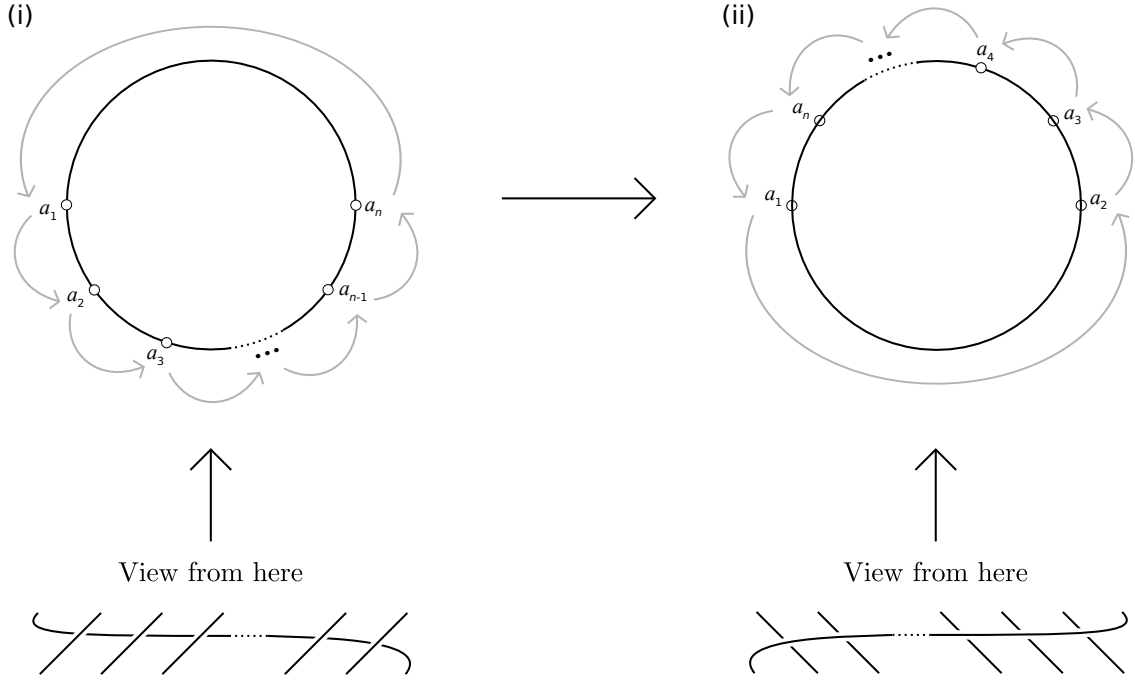 (i)
(ii)
a₁
aₙ
a₂
aₙ₋₁
a₃
•••
a₄
•••
aₙ
a₃
a₁
a₂
View from here
View from here